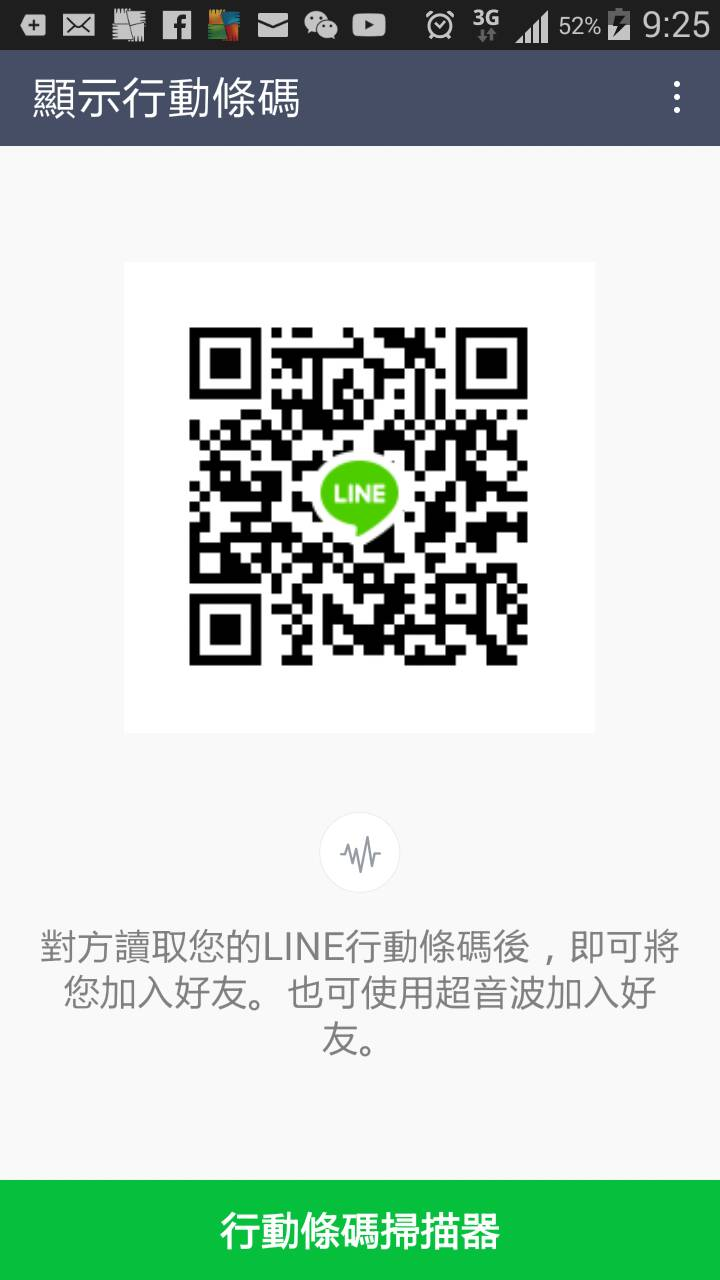 3G 52% 9:25
顯示行動條碼
LINE
對方讀取您的LINE行動條碼後，即可將
您加入好友。也可使用超音波加入好
友。
行動條碼掃描器